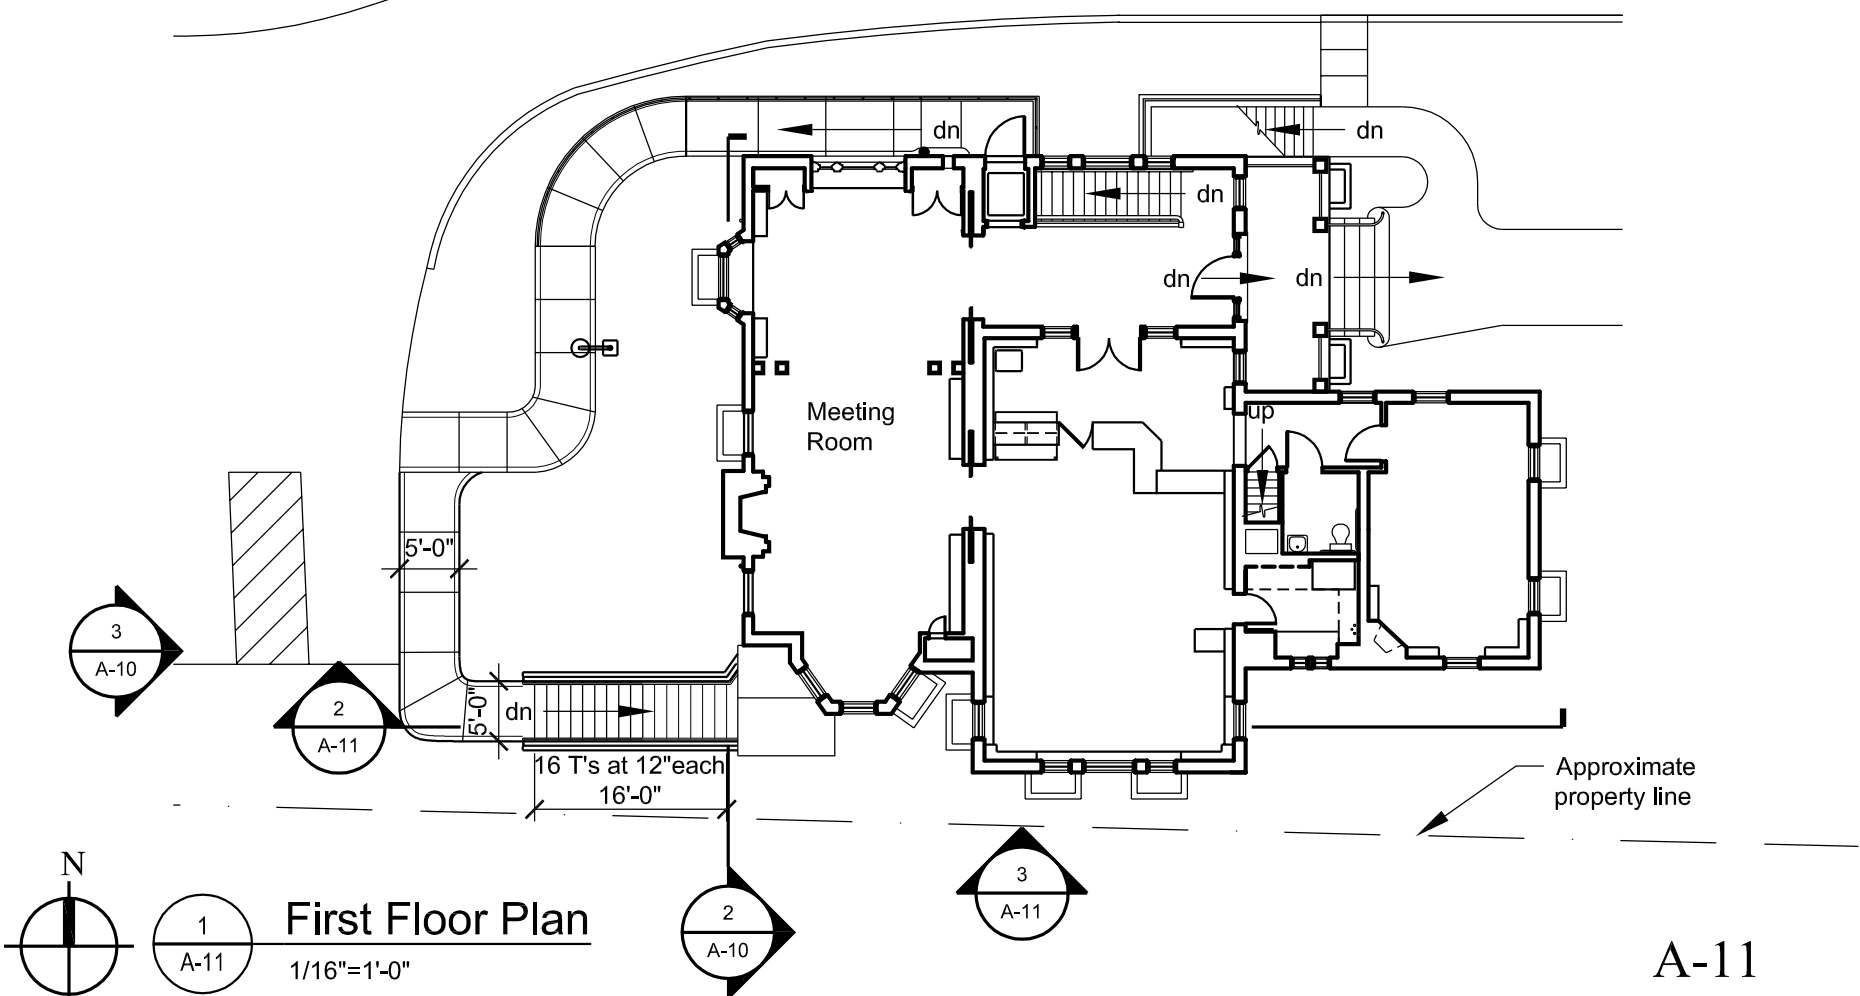 dn
dn
dn
dn
dn
Meeting
Room
up
5'-0"
3
A-10
2
A-11
5'-0"
dn
16 T's at 12"each
16'-0"
Approximate
property line
N
1
A-11
First Floor Plan
1/16"=1'-0"
2
A-10
3
A-11
A-11